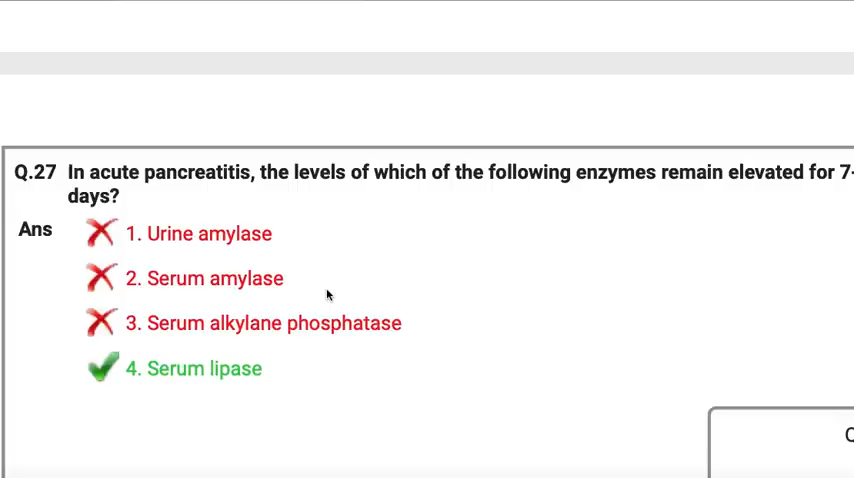 Q.27 In acute pancreatitis, the levels of which of the following enzymes remain elevated for 7-
days?
Ans 1. Urine amylase
2. Serum amylase
3. Serum alkylane phosphatase
4. Serum lipase